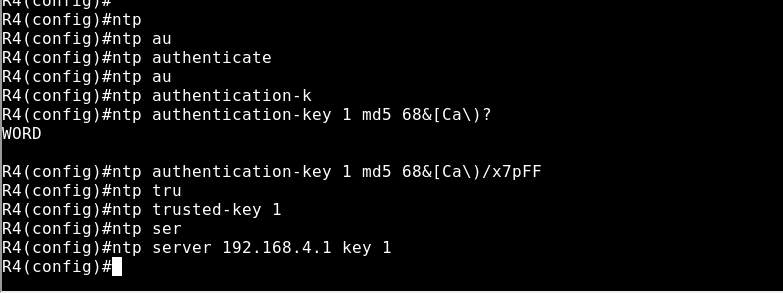 R4(config)#
R4(config)#ntp
R4(config)#ntp au
R4(config)#ntp authenticate
R4(config)#ntp au
R4(config)#ntp authentication-k
R4(config)#ntp authentication-key 1 md5 68&[Ca\)?
WORD
R4(config)#ntp authentication-key 1 md5 68&[Ca\)/x7pFF
R4(config)#ntp tru
R4(config)#ntp trusted-key 1
R4(config)#ntp ser
R4(config)#ntp server 192.168.4.1 key 1
R4(config)#